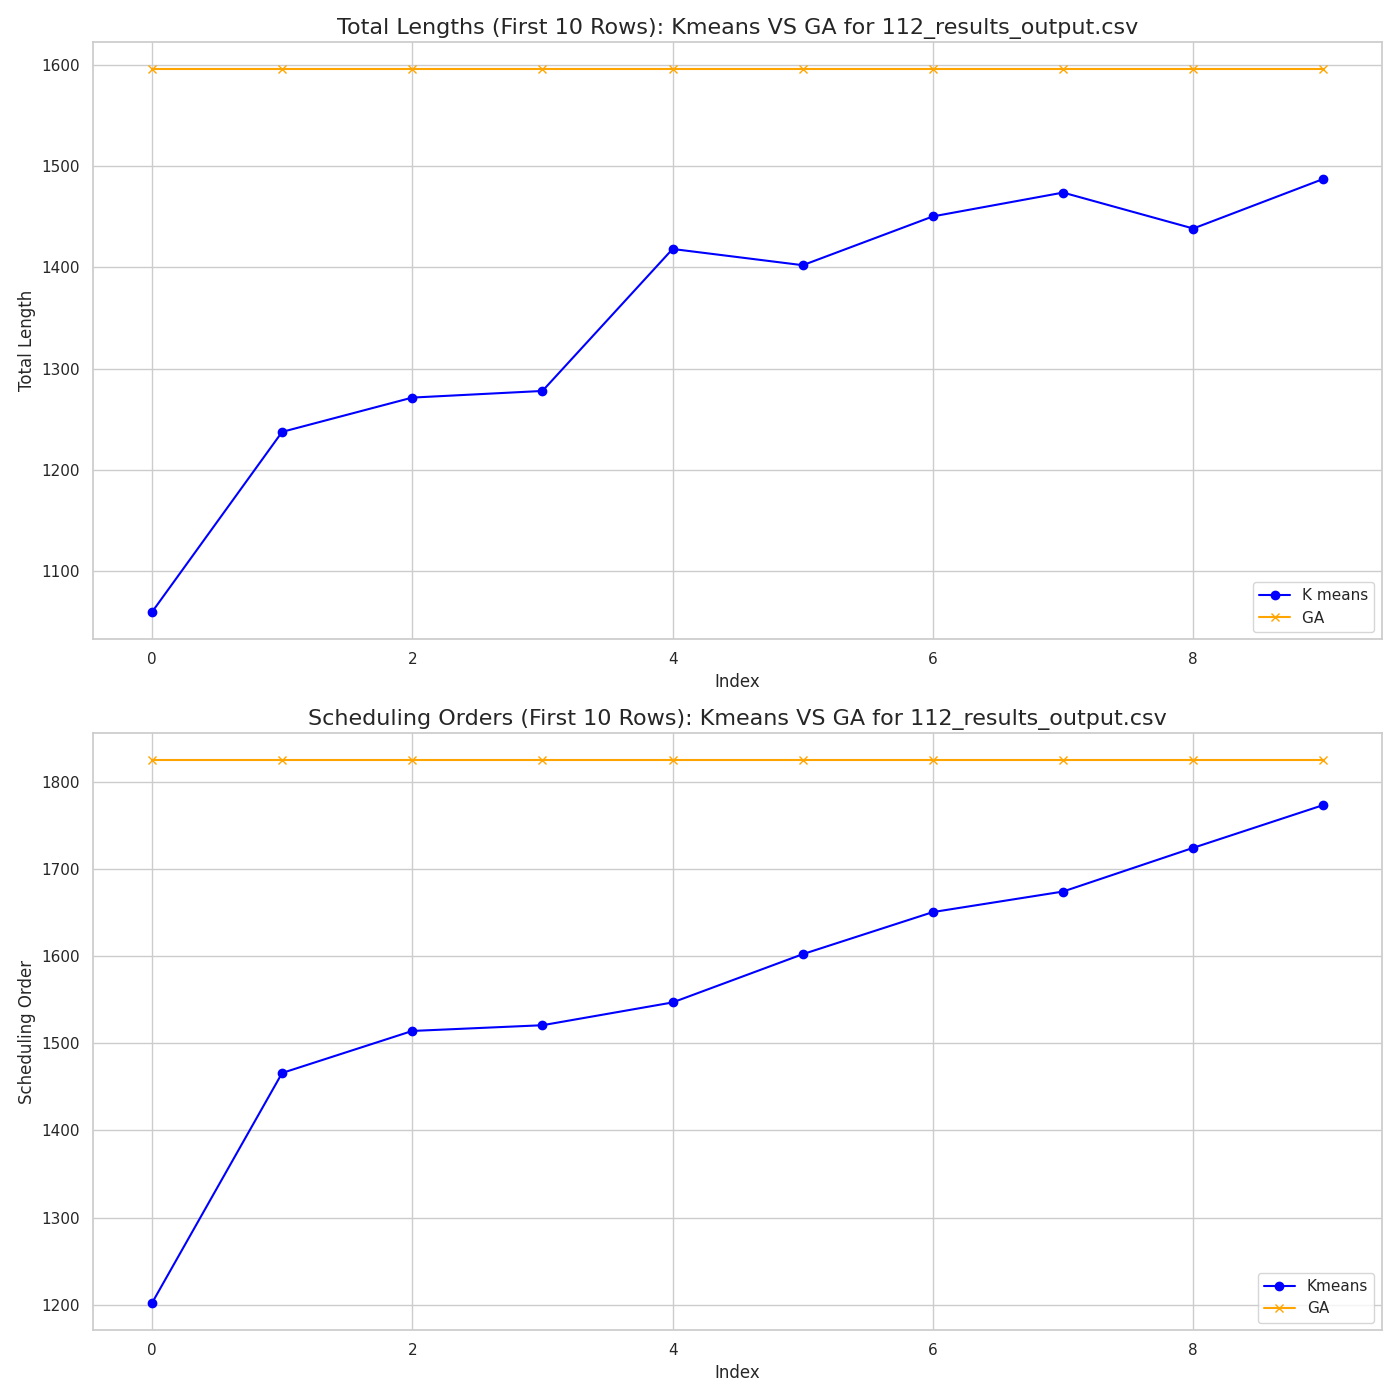 Total Lengths (First 10 Rows): Kmeans VS GA for 112_results_output.csv
1600
1500
1400
1300
1200
1100
Total Length
K means
GA
0 2 4 6 8
Index
Scheduling Orders (First 10 Rows): Kmeans VS GA for 112_results_output.csv
1800
1700
1600
1500
1400
1300
1200
Scheduling Order
Kmeans
GA
0 2 4 6 8
Index